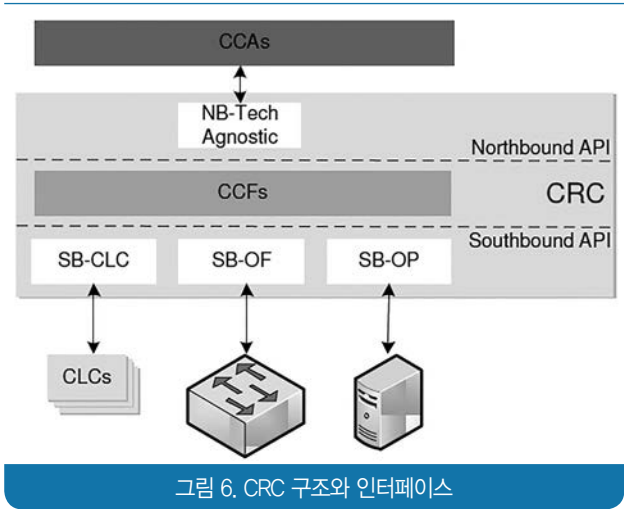 CCAs
NB-Tech
Agnostic
Northbound API
CCFs
CRC
Southbound API
SB-CLC
SB-OF
SB-OP
CLCs
그림 6. CRC 구조와 인터페이스